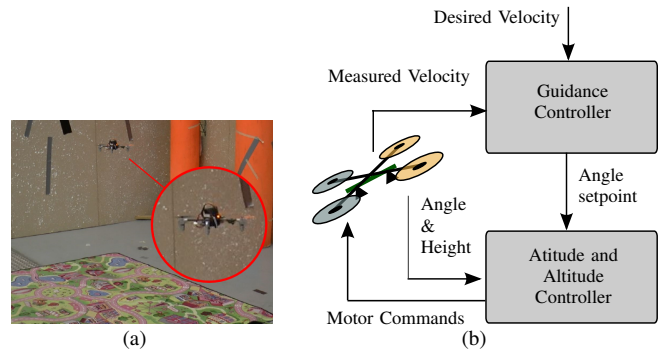 Desired Velocity
Measured Velocity
Guidance
Controller
Angle
setpoint
Angle
&
Height
Atitude and
Altitude
Controller
Motor Commands
(a)
(b)